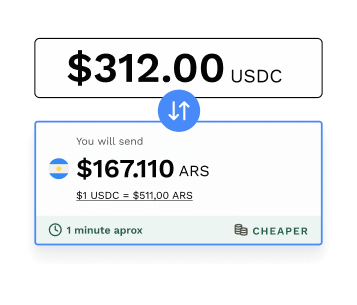 $312.00 USDC
You will send
$167.110 ARS
$1 USDC = $511,00 ARS
1 minute aprox
CHEAPER